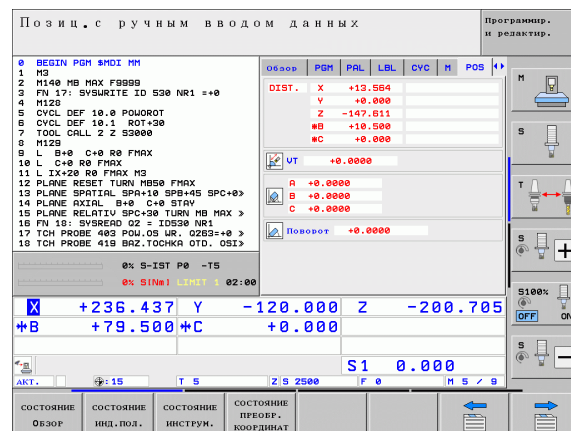 Позиц. с ручным вводом данных
Программир. и редактир.
0 BEGIN PGM $MDI MM
1 M3
2 M140 MB MAX F9999
3 FN 17: SYSWRITE ID 530 NR1 =+0
4 M128
5 CYCL DEF 10.0 POWOROT
6 CYCL DEF 10.1 ROT+30
7 TOOL CALL 2 Z S3000
8 M129
9 L B+0 C+0 R0 FMAX
10 L C+0 R0 FMAX
11 L IX+20 R0 FMAX M3
12 PLANE RESET TURN MB50 FMAX
13 PLANE SPATIAL SPA+10 SPB+45 SPC+0»
14 PLANE AXIAL B+0 C+0 STAY
15 PLANE RELATIV SPC+30 TURN MB MAX »
16 FN 18: SYSREAD Q2 = ID530 NR1
17 TCH PROBE 403 POW.OS WR. Q263=+0 »
18 TCH PROBE 419 BAZ.TOCHKA OTD. OSI»
Обзор PGM PAL LBL CYC M POS
DIST. X +13.564
Y +0.000
Z -147.611
*B +10.500
*C +0.000
VT +0.0000
A +0.0000
B +0.0000
C +0.0000
Поворот +0.0000
0% S-IST P0 -T5
0% S[Nm] LIMIT 1 02:00
X +236.437 Y -120.000 Z -200.705
*B +79.500 *C +0.000
S1 0.000
АКТ. : 15 T 5 Z S 2500 F 0 M 5 / 9
M
S
T
S
S100%
OFF ON
S
СОСТОЯНИЕ ОБЗОР
СОСТОЯНИЕ ИНД.ПОЛ.
СОСТОЯНИЕ ИНСТРУМ.
СОСТОЯНИЕ ПРЕОБР. КООРДИНАТ